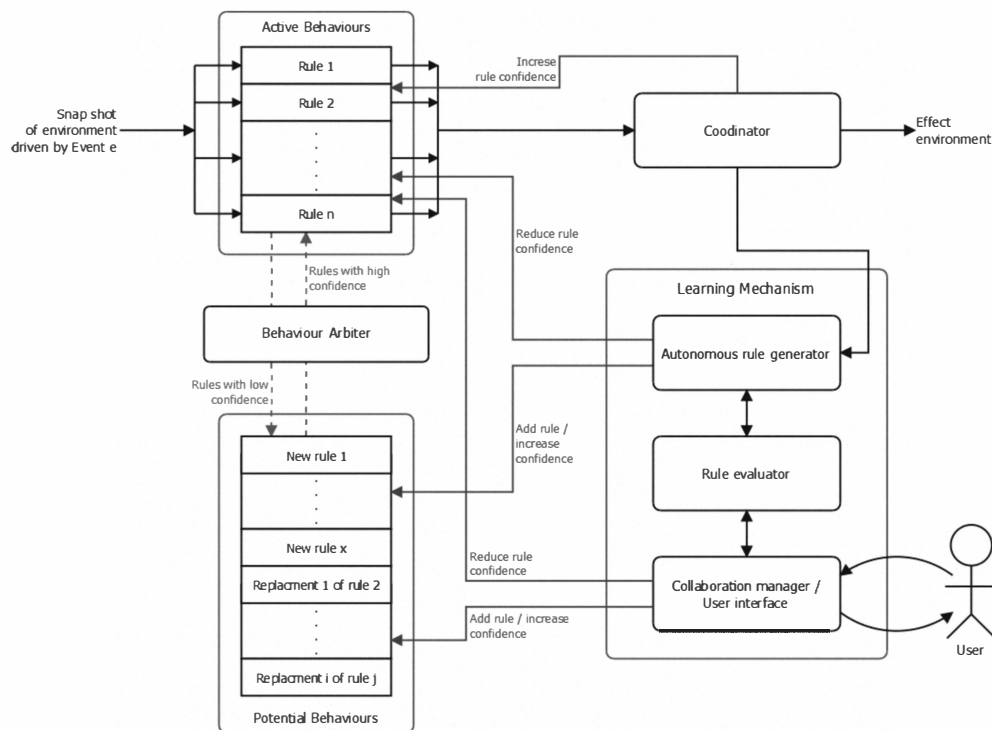 Active Behaviours
Rule 1
Rule 2
Rule n
Snap shot
of environment
driven by Event e
Increse
rule confidence
Coodinator
Effect
environment
Reduce rule
confidence
Rules with high
confidence
Behaviour Arbiter
Rules with low
confidence
Learning Mechanism
Autonomous rule generator
Add rule /
increase
confidence
Rule evaluator
New rule 1
New rule x
Replacment 1 of rule 2
Replacment i of rule j
Potential Behaviours
Reduce rule
confidence
Add rule / increase
confidence
Collaboration manager /
User interface
User